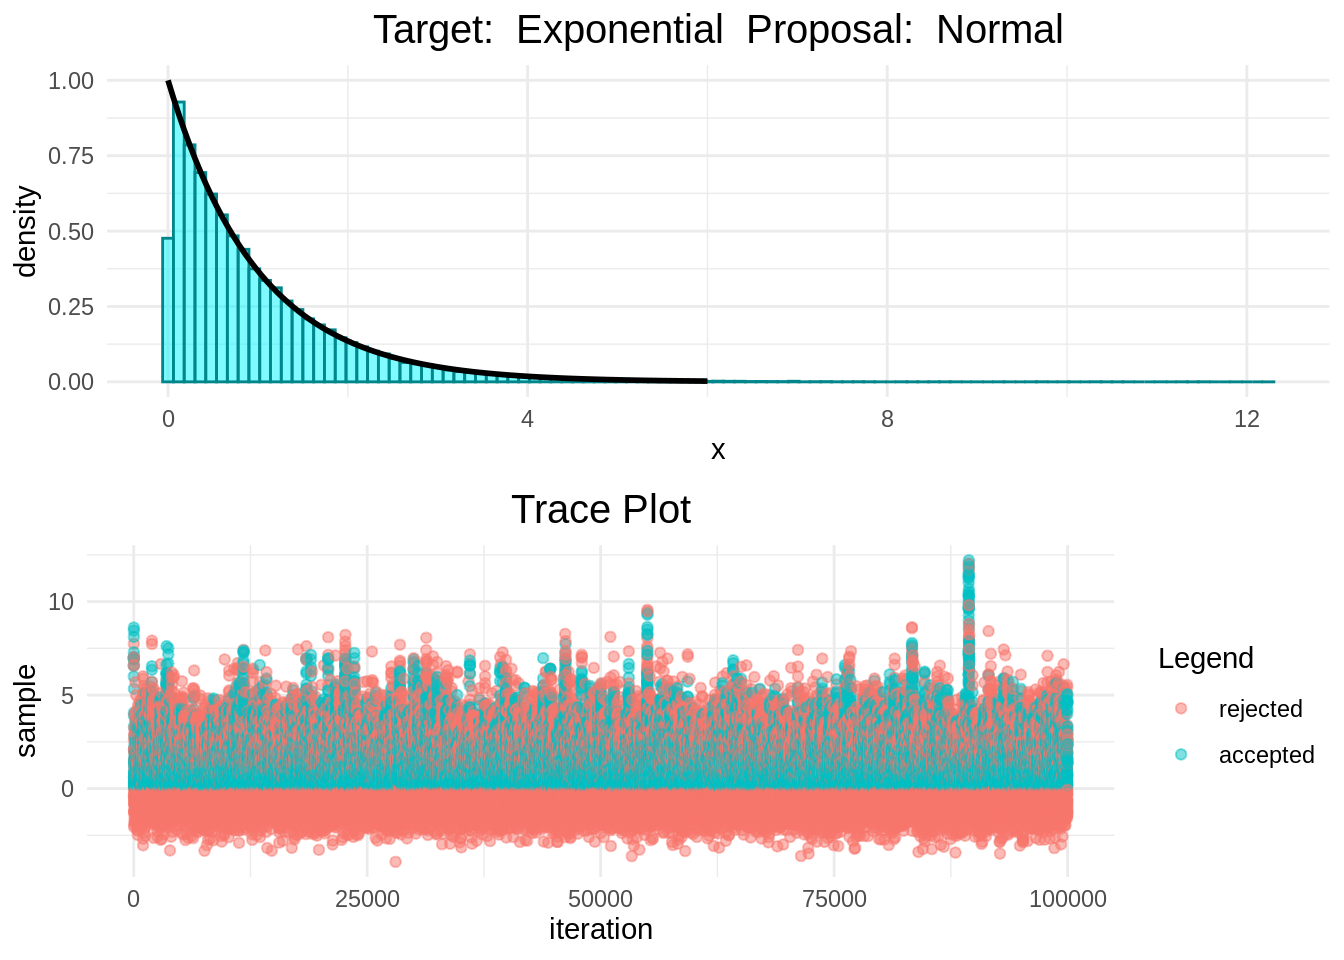 Target:  Exponential  Proposal:  Normal
1.00
0.75
0.50
0.25
0.00
density
0 4 8 12
x
Trace Plot
10
5
0
sample
0 25000 50000 75000 100000
iteration
Legend
rejected
accepted